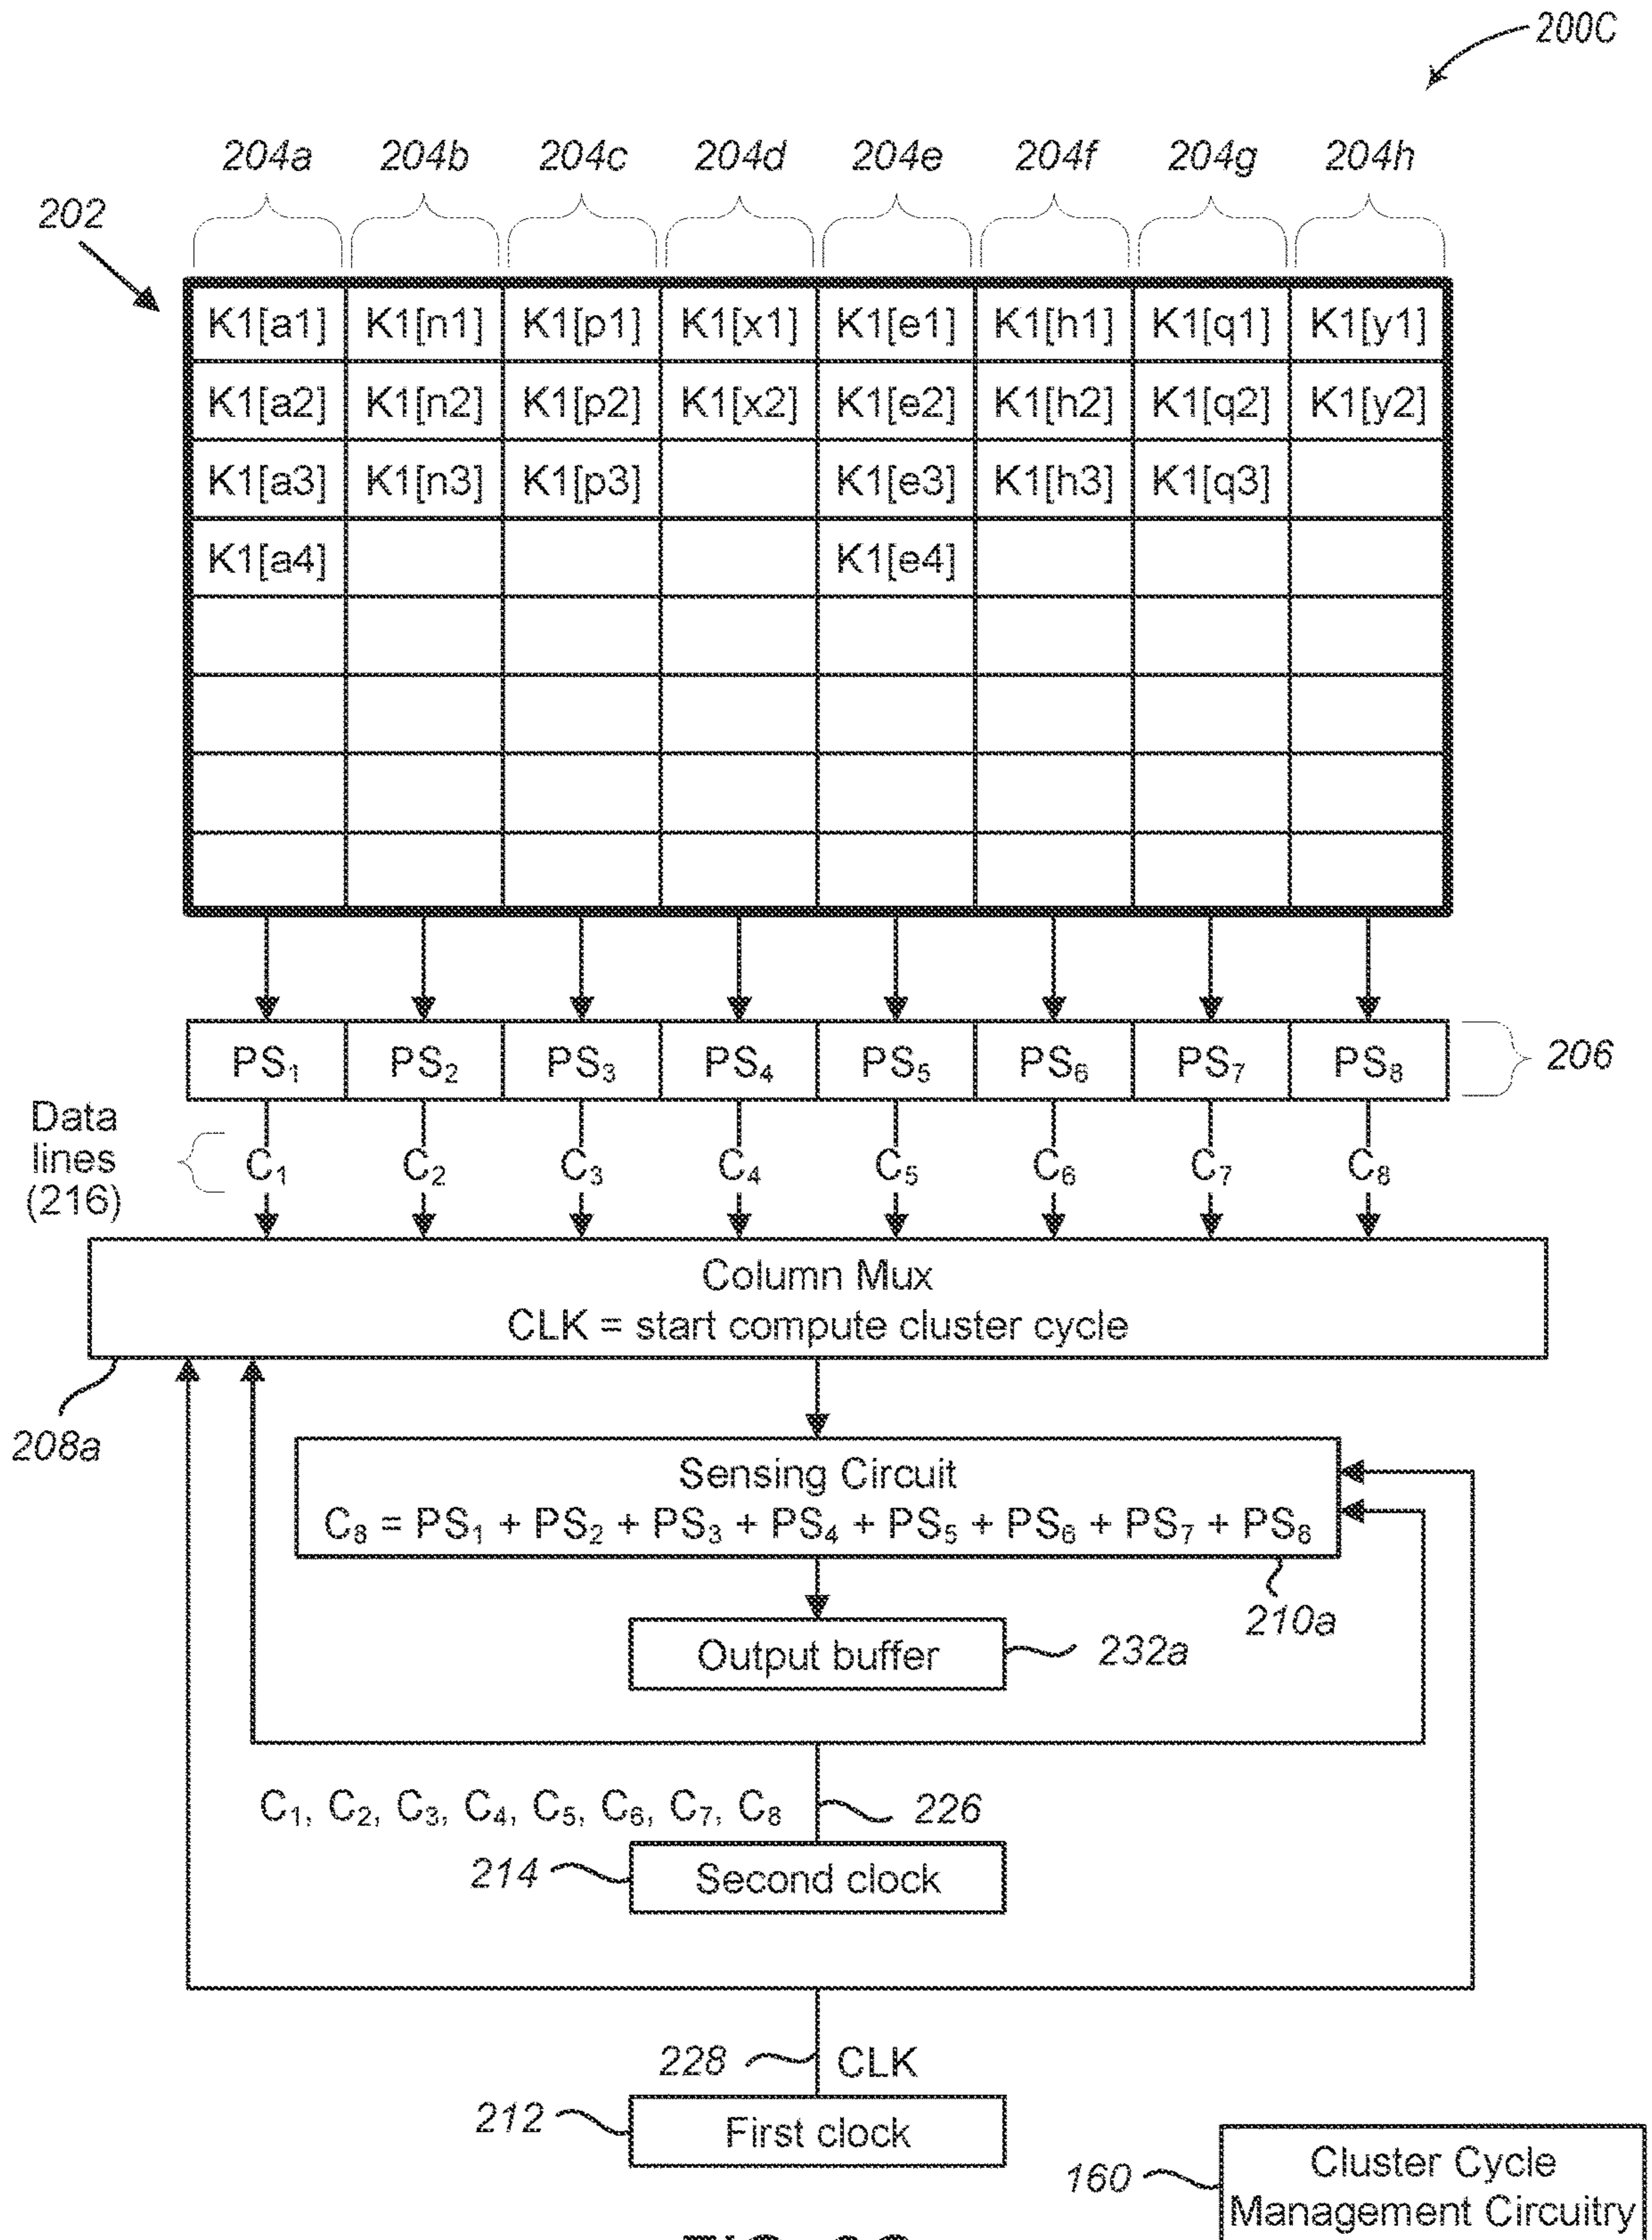 200C
204a 204b 204c 204d 204e 204f 204g 204h
202
K1[a1] K1[n1] K1[p1] K1[x1] K1[e1] K1[h1] K1[q1] K1[y1]
K1[a2] K1[n2] K1[p2] K1[x2] K1[e2] K1[h2] K1[q2] K1[y2]
K1[a3] K1[n3] K1[p3] K1[e3] K1[h3] K1[q3]
K1[a4] K1[e4]
PS₁ PS₂ PS₃ PS₄ PS₅ PS₆ PS₇ PS₈ 206
Data
lines
(216)
C₁ C₂ C₃ C₄ C₅ C₆ C₇ C₈
Column Mux
CLK = start compute cluster cycle
208a
Sensing Circuit
C₈ = PS₁ + PS₂ + PS₃ + PS₄ + PS₅ + PS₆ + PS₇ + PS₈
210a
Output buffer 232a
C₁, C₂, C₃, C₄, C₅, C₆, C₇, C₈ 226
214 Second clock
228 CLK
212 First clock
160 Cluster Cycle
Management Circuitry